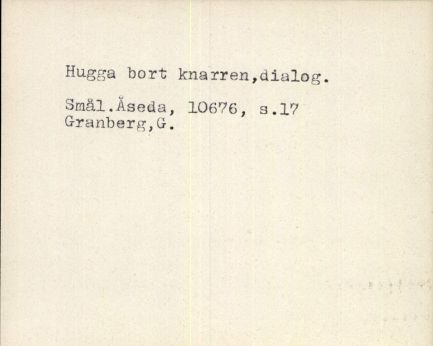 Hugga bort knarren,dialog.
Smål.Åseda, 10676, s.17
Granberg,G.